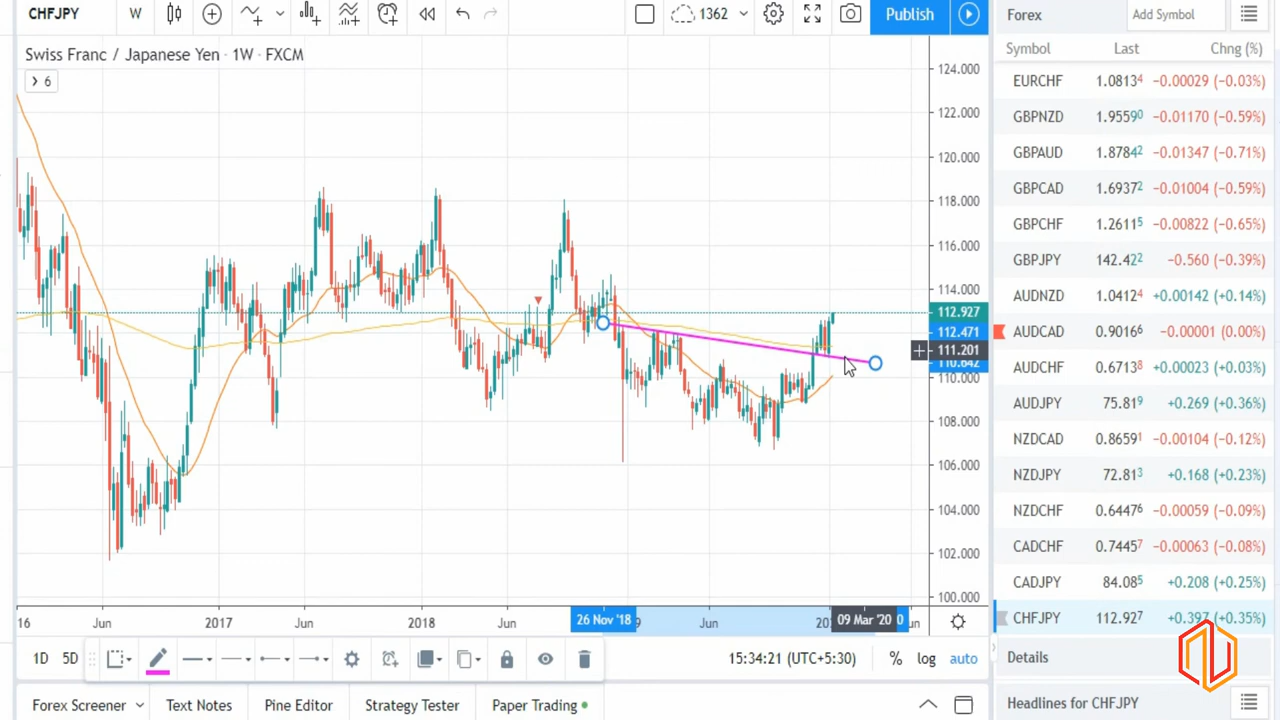 CHFJPY W 1362 Publish
Swiss Franc / Japanese Yen · 1W · FXCM
6
124.000
122.000
120.000
118.000
116.000
114.000
112.927
112.471
111.201
110.642
110.000
108.000
106.000
104.000
102.000
100.000
16 Jun 2017 Jun 2018 Jun 26 Nov '18 9 Jun 202 09 Mar '20 0 un
1D 5D
15:34:21 (UTC+5:30) % log auto
Forex Screener Text Notes Pine Editor Strategy Tester Paper Trading
Forex Add Symbol
Symbol Last Chng (%)
EURCHF 1.08134 −0.00029 (−0.03%)
GBPNZD 1.95590 −0.01170 (−0.59%)
GBPAUD 1.87842 −0.01347 (−0.71%)
GBPCAD 1.69372 −0.01004 (−0.59%)
GBPCHF 1.26115 −0.00822 (−0.65%)
GBPJPY 142.422 −0.560 (−0.39%)
AUDNZD 1.04124 +0.00142 (+0.14%)
AUDCAD 0.90166 −0.00001 (0.00%)
AUDCHF 0.67138 +0.00023 (+0.03%)
AUDJPY 75.819 +0.269 (+0.36%)
NZDCAD 0.86591 −0.00104 (−0.12%)
NZDJPY 72.813 +0.168 (+0.23%)
NZDCHF 0.64476 −0.00059 (−0.09%)
CADCHF 0.74457 −0.00063 (−0.08%)
CADJPY 84.085 +0.208 (+0.25%)
CHFJPY 112.927 +0.397 (+0.35%)
Details
Headlines for CHFJPY